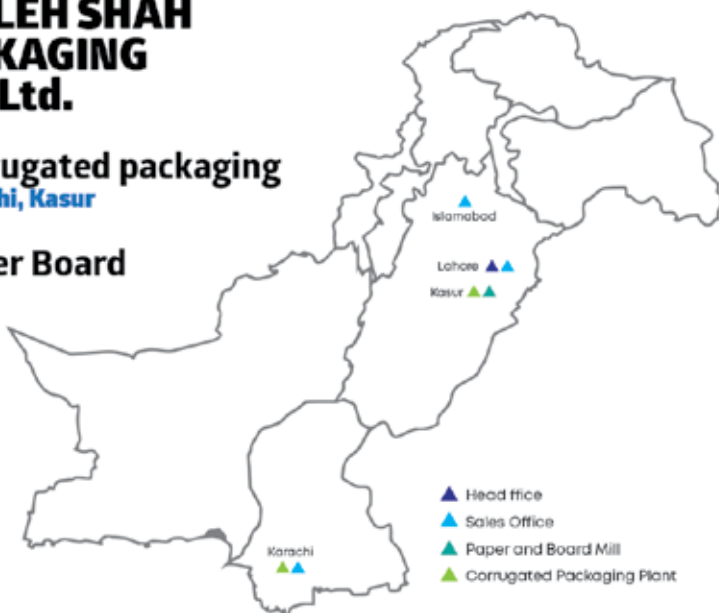 LEH SHAH
KAGING
Ltd.
ugated packaging
hi, Kasur
er Board
Islamabad
Lahore
Kasur
Karachi
Head ffice
Sales Office
Paper and Board Mill
Corrugated Packaging Plant